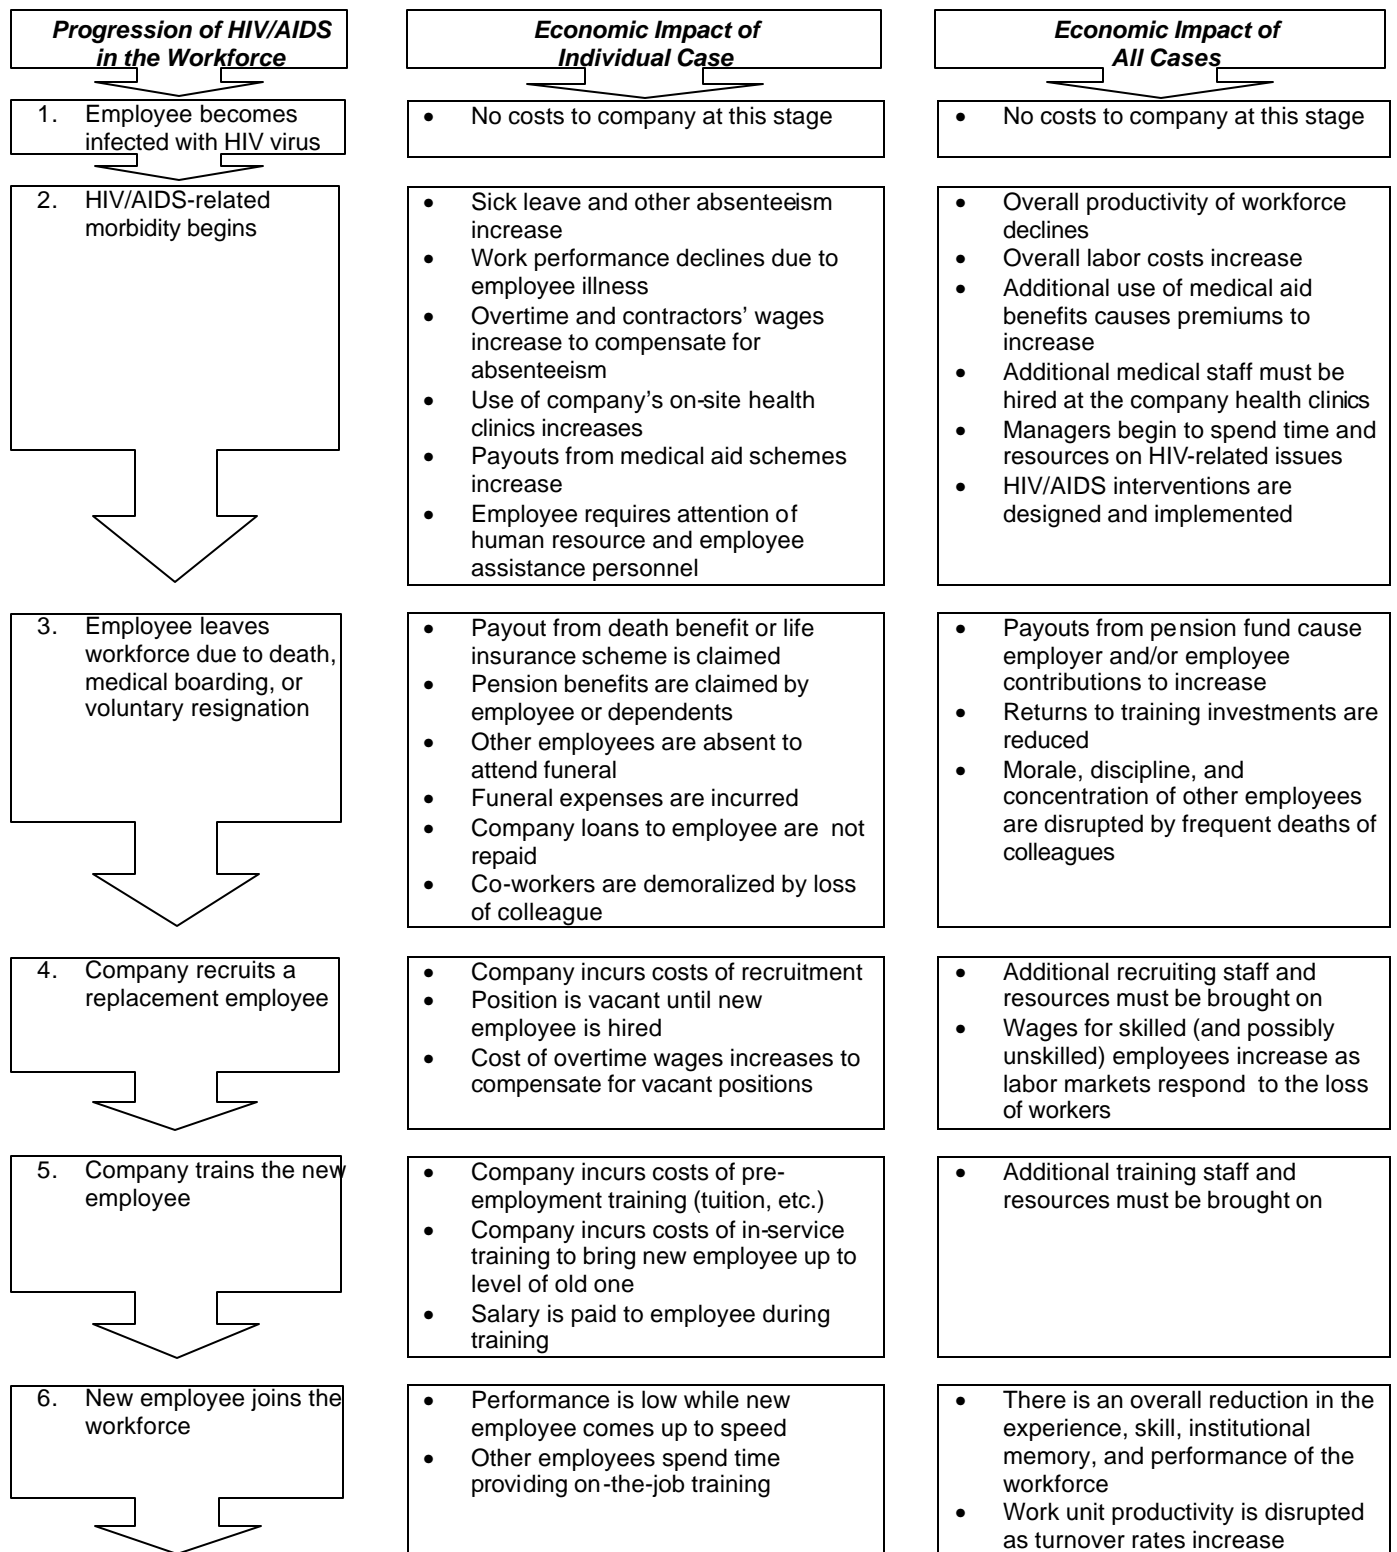 Progression of HIV/AIDS
in the Workforce
Economic Impact of
Individual Case
Economic Impact of
All Cases
1. Employee becomes
infected with HIV virus
• No costs to company at this stage
• No costs to company at this stage
2. HIV/AIDS-related
morbidity begins
• Sick leave and other absenteeism
increase
• Work performance declines due to
employee illness
• Overtime and contractors’ wages
increase to compensate for
absenteeism
• Use of company’s on-site health
clinics increases
• Payouts from medical aid schemes
increase
• Employee requires attention of
human resource and employee
assistance personnel
• Overall productivity of workforce
declines
• Overall labor costs increase
• Additional use of medical aid
benefits causes premiums to
increase
• Additional medical staff must be
hired at the company health clinics
• Managers begin to spend time and
resources on HIV-related issues
• HIV/AIDS interventions are
designed and implemented
3. Employee leaves
workforce due to death,
medical boarding, or
voluntary resignation
• Payout from death benefit or life
insurance scheme is claimed
• Pension benefits are claimed by
employee or dependents
• Other employees are absent to
attend funeral
• Funeral expenses are incurred
• Company loans to employee are not
repaid
• Co-workers are demoralized by loss
of colleague
• Payouts from pension fund cause
employer and/or employee
contributions to increase
• Returns to training investments are
reduced
• Morale, discipline, and
concentration of other employees
are disrupted by frequent deaths of
colleagues
4. Company recruits a
replacement employee
• Company incurs costs of recruitment
• Position is vacant until new
employee is hired
• Cost of overtime wages increases to
compensate for vacant positions
• Additional recruiting staff and
resources must be brought on
• Wages for skilled (and possibly
unskilled) employees increase as
labor markets respond to the loss
of workers
5. Company trains the new
employee
• Company incurs costs of pre-
employment training (tuition, etc.)
• Company incurs costs of in-service
training to bring new employee up to
level of old one
• Salary is paid to employee during
training
• Additional training staff and
resources must be brought on
6. New employee joins the
workforce
• Performance is low while new
employee comes up to speed
• Other employees spend time
providing on-the-job training
• There is an overall reduction in the
experience, skill, institutional
memory, and performance of the
workforce
• Work unit productivity is disrupted
as turnover rates increase